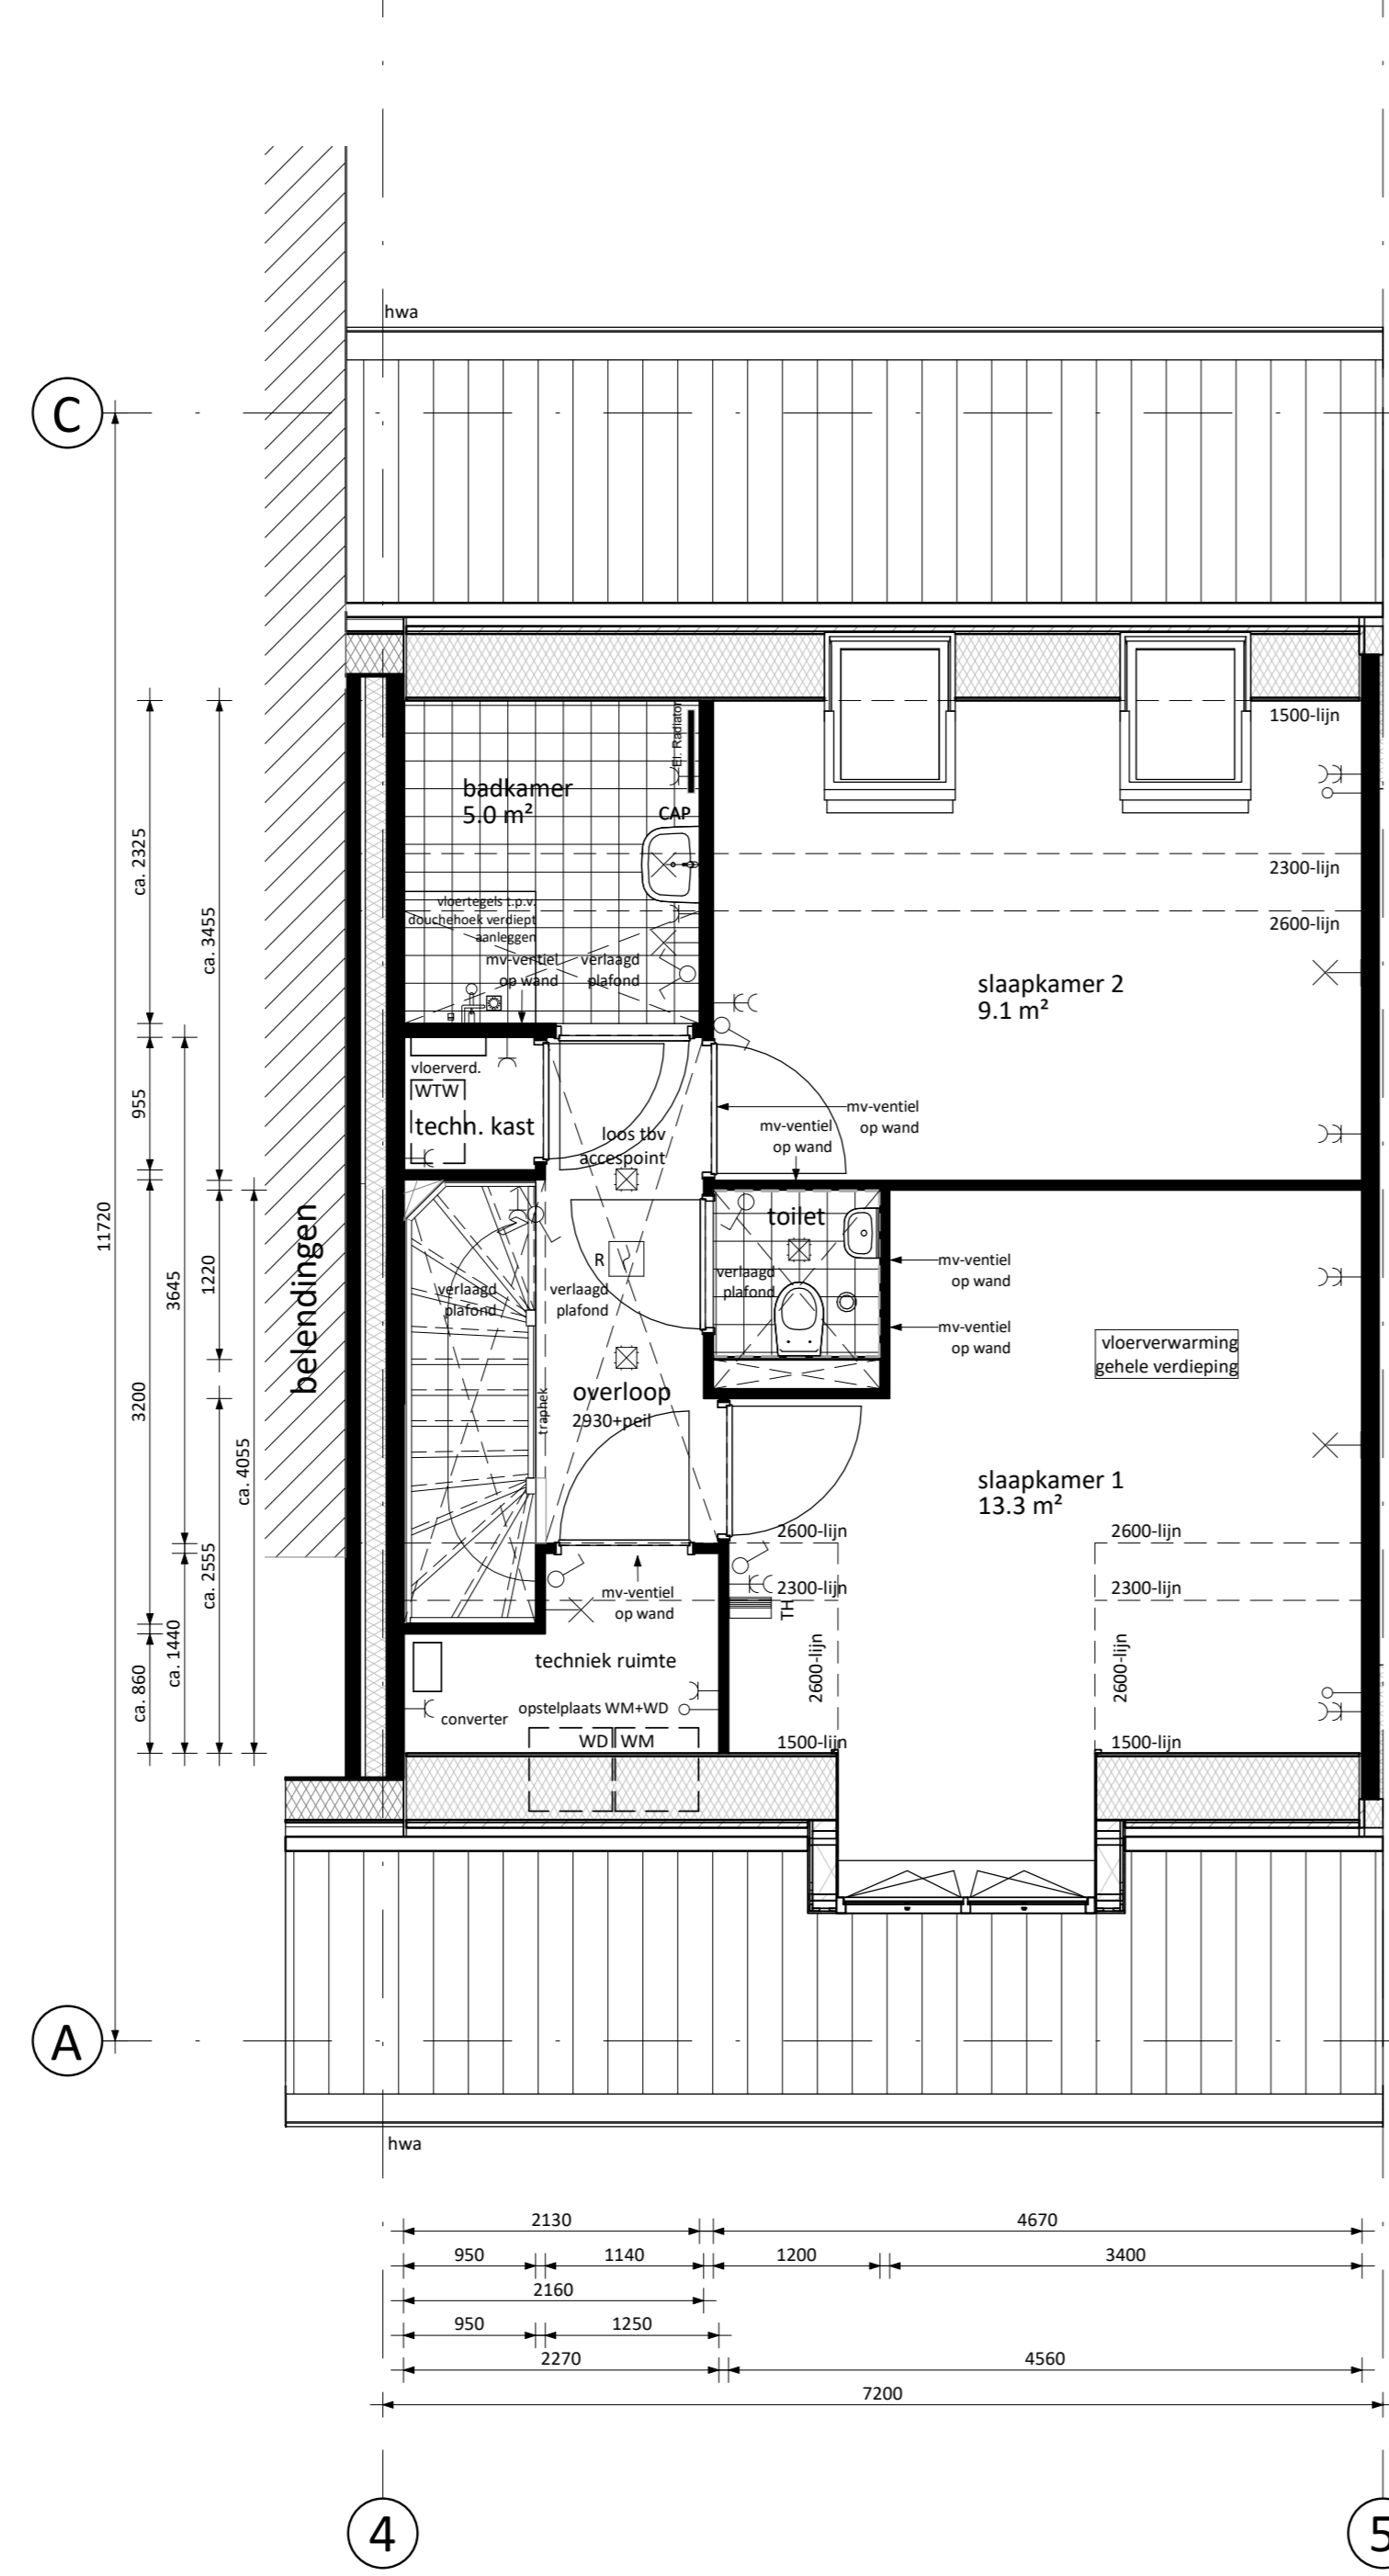 hwa
C
1500-lijn
El. Radiator
badkamer
5.0 m²
CAP
2300-lijn
2600-lijn
vloertegels t.p.v.
douchehoek verdiept
aanleggen
mv-ventiel
op wand
verlaagd
plafond
slaapkamer 2
9.1 m²
ca. 2325
ca. 3455
vloerverd.
WTW
techn. kast
955
loos tbv
accespoint
mv-ventiel
op wand
mv-ventiel
op wand
11720
3645
1220
belendingen
toilet
R
verlaagd
plafond
verlaagd
plafond
verlaagd
plafond
mv-ventiel
op wand
mv-ventiel
op wand
vloerverwarming
gehele verdieping
3200
traphek
overloop
2930+peil
ca. 4055
slaapkamer 1
13.3 m²
2600-lijn
2600-lijn
2300-lijn
2300-lijn
ca. 2555
mv-ventiel
op wand
TH
ca. 1440
ca. 860
2600-lijn
2600-lijn
techniek ruimte
converter
opstelplaats WM+WD
WD
WM
1500-lijn
1500-lijn
A
hwa
2130
4670
950
1140
1200
3400
2160
950
1250
2270
4560
7200
4
5